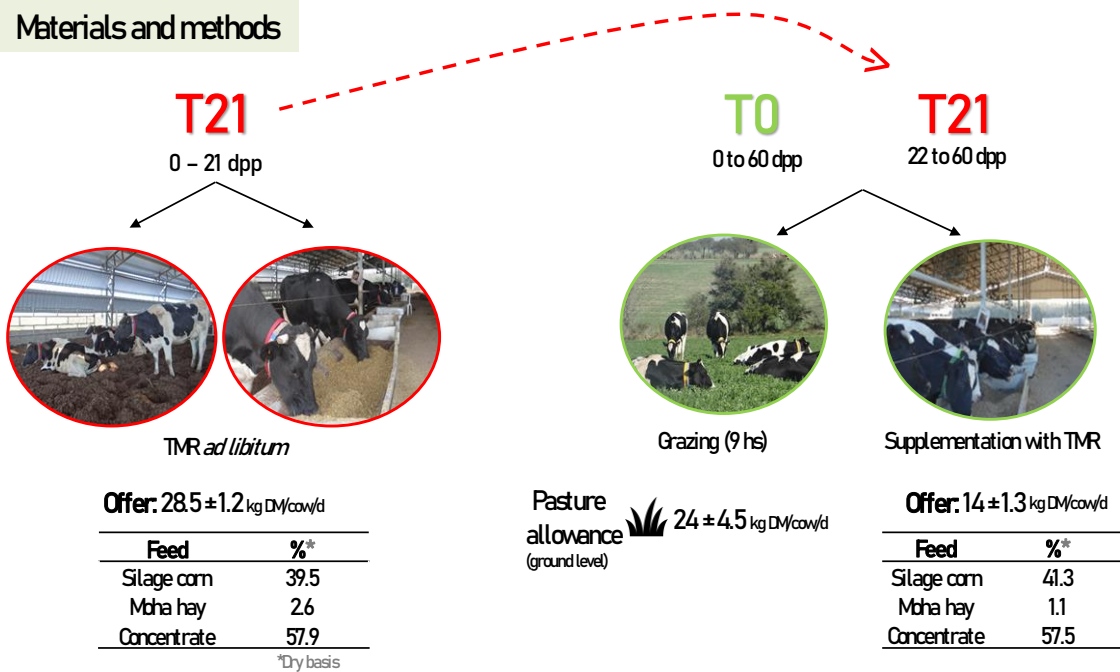 Materials and methods
T21
0 – 21 dpp
TMR ad libitum
Offer: 28.5 ± 1.2 kg DM/cow/d
Feed %*
Silage corn 39.5
Moha hay 2.6
Concentrate 57.9
*Dry basis
T0 T21
0 to 60 dpp 22 to 60 dpp
Grazing (9 hs) Supplementation with TMR
Pasture
allowance
(ground level)
24 ± 4.5 kg DM/cow/d
Offer: 14 ± 1.3 kg DM/cow/d
Feed %*
Silage corn 41.3
Moha hay 1.1
Concentrate 57.5